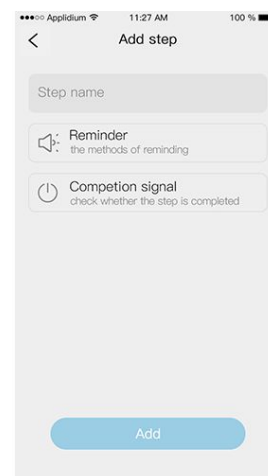 Applidium 11:27 AM 100 %
Add step
Step name
Reminder
the methods of reminding
Competion signal
check whether the step is completed
Add